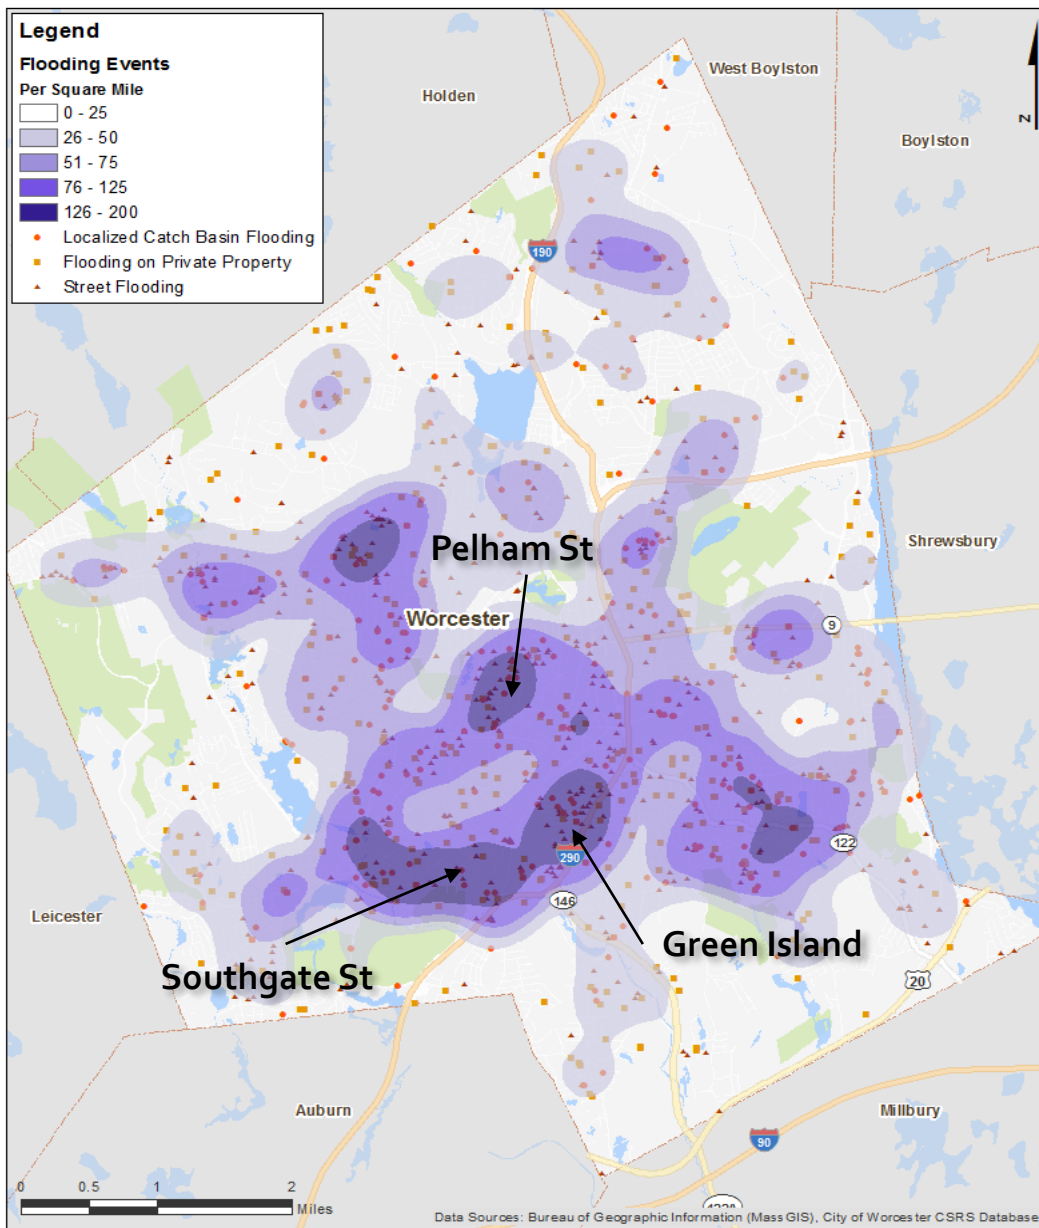 Legend
Flooding Events
Per Square Mile
0 - 25
26 - 50
51 - 75
76 - 125
126 - 200
Localized Catch Basin Flooding
Flooding on Private Property
Street Flooding
Holden
West Boylston
Boylston
N
190
Pelham St
Shrewsbury
Worcester
9
122
290
146
Leicester
Green Island
Southgate St
20
Auburn
Millbury
90
0 0.5 1 2
Miles
Data Sources: Bureau of Geographic Information (MassGIS), City of Worcester CSRS Database